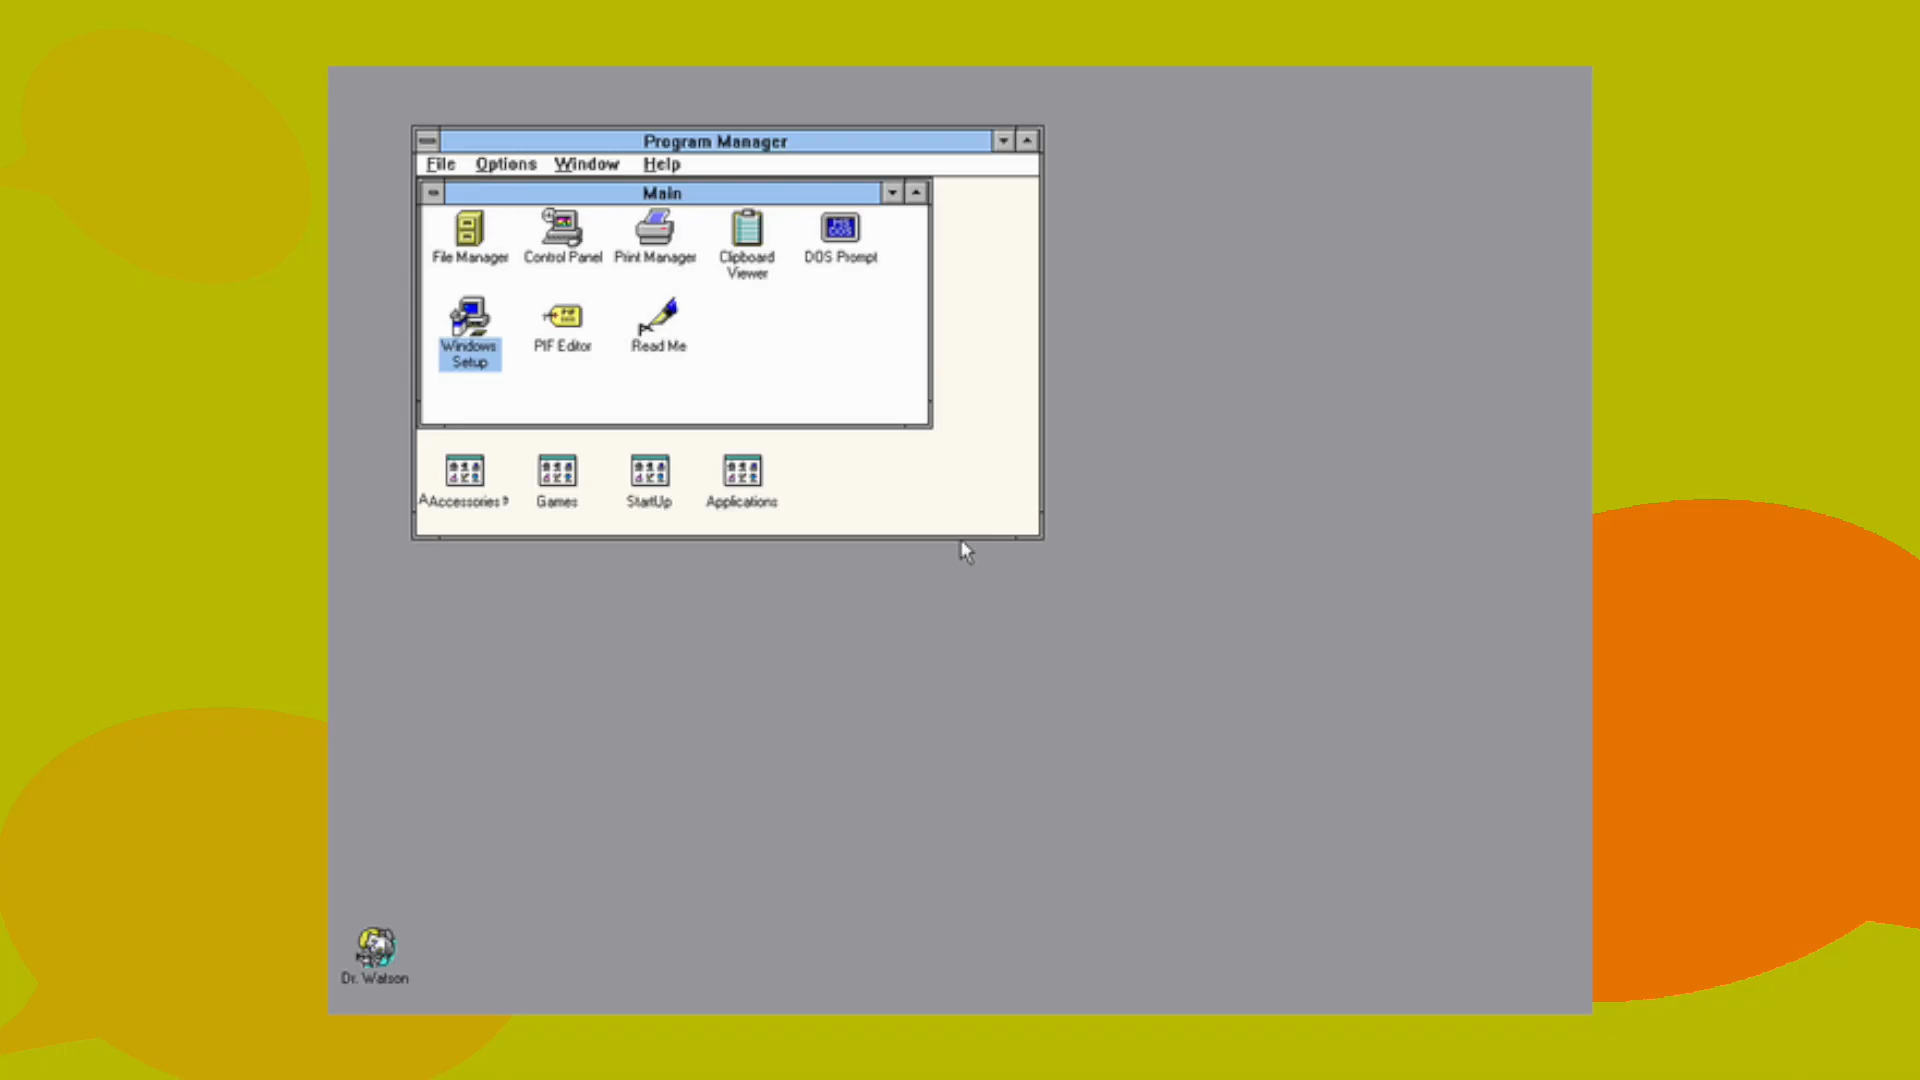 Program Manager
File Options Window Help
Main
File Manager Control Panel Print Manager Clipboard Viewer DOS Prompt
Windows Setup PIF Editor Read Me
Accessories Games StartUp Applications
Dr. Watson